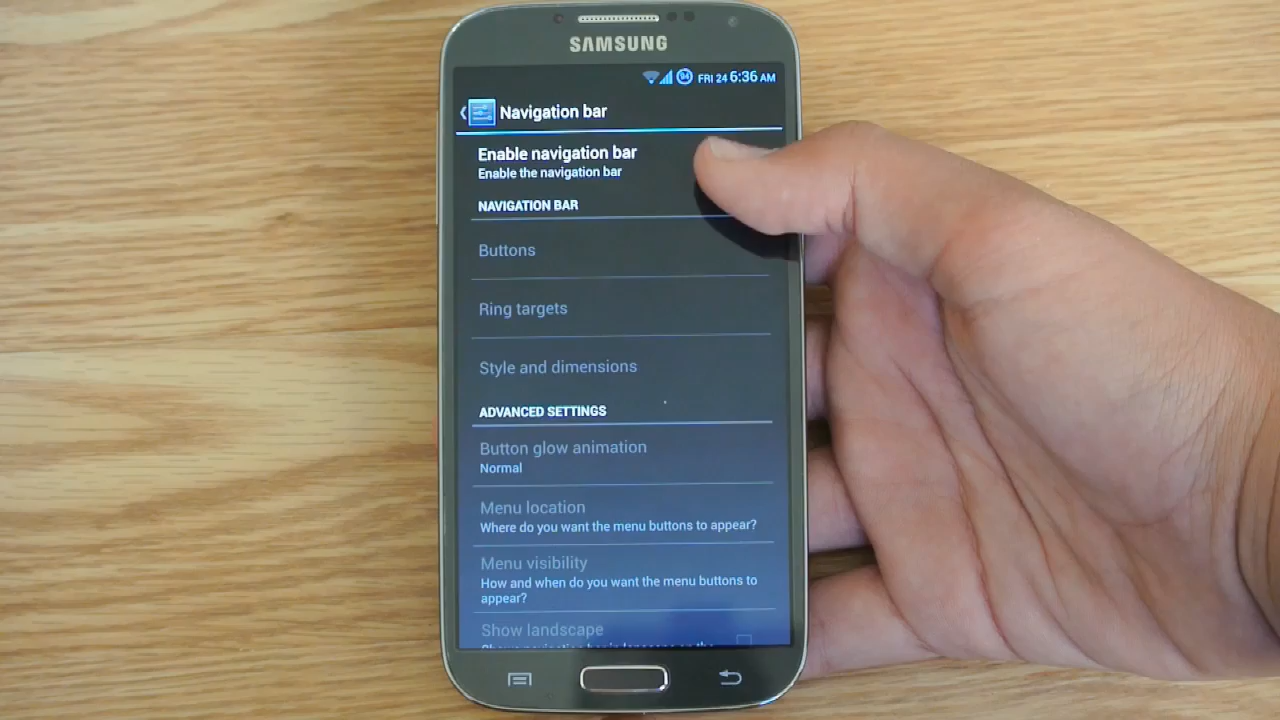 SAMSUNG
94 FRI 24 6:36 AM
Navigation bar
Enable navigation bar
Enable the navigation bar
NAVIGATION BAR
Buttons
Ring targets
Style and dimensions
ADVANCED SETTINGS
Button glow animation
Normal
Menu location
Where do you want the menu buttons to appear?
Menu visibility
How and when do you want the menu buttons to
appear?
Show landscape